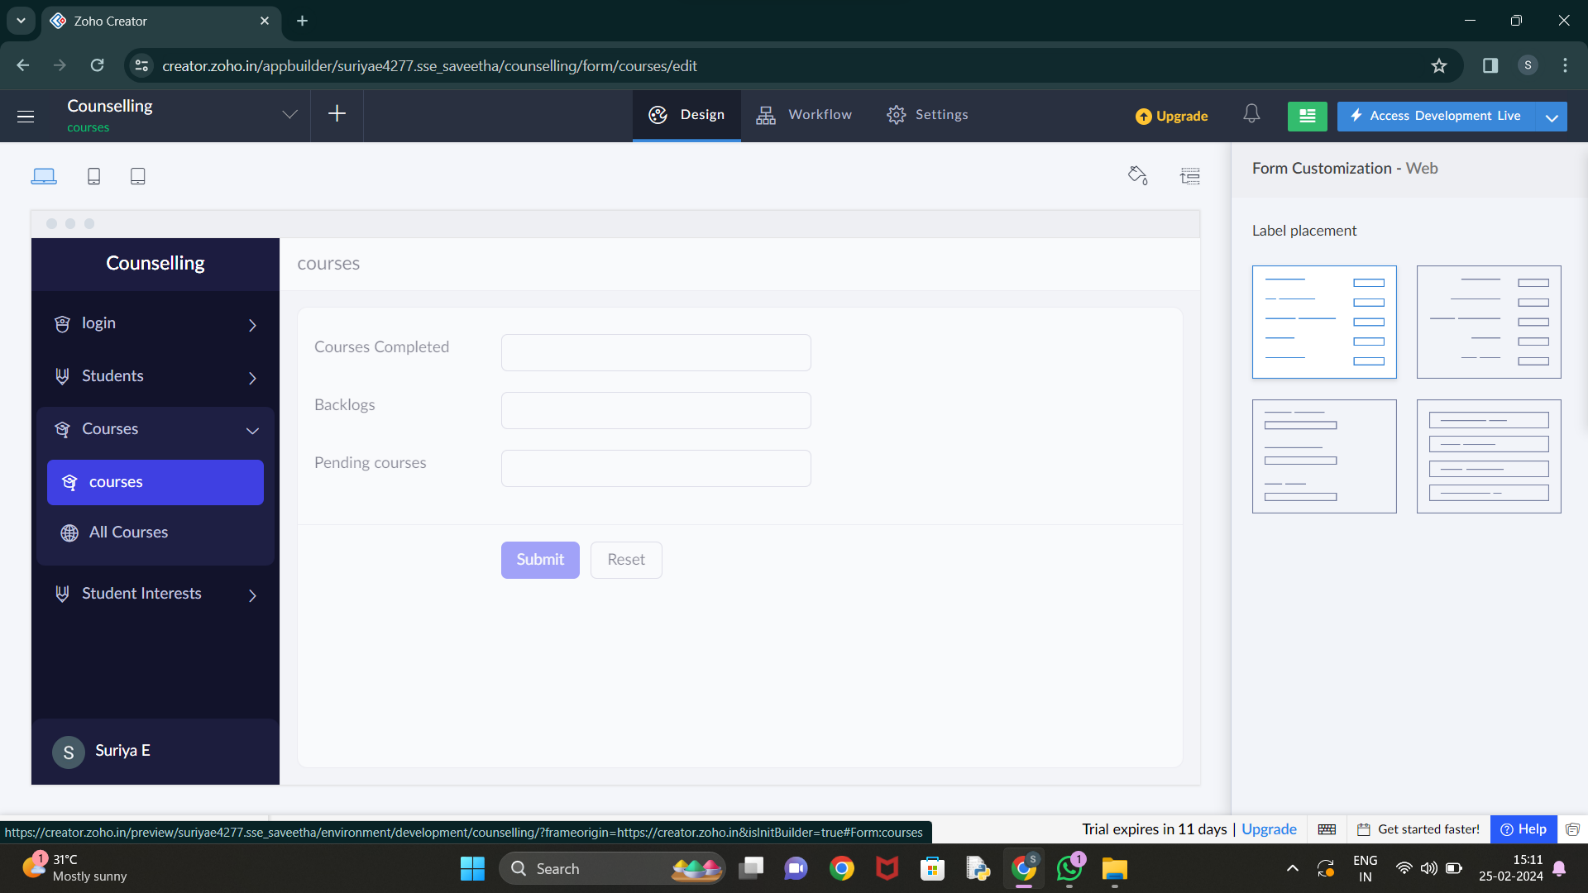 Zoho Creator
creator.zoho.in/appbuilder/suriyae4277.sse_saveetha/counselling/form/courses/edit
S
Counselling
courses
Design
Workflow
Settings
Upgrade
Access Development Live
Form Customization - Web
Label placement
Counselling
courses
login
Students
Courses
courses
All Courses
Student Interests
S
Suriya E
Courses Completed
Backlogs
Pending courses
Submit
Reset
https://creator.zoho.in/preview/suriyae4277.sse_saveetha/environment/development/counselling/?frameorigin=https://creator.zoho.in&isInitBuilder=true#Form:courses
Trial expires in 11 days | Upgrade
Get started faster!
Help
1
31°C
Mostly sunny
Search
S
1
ENG
IN
15:11
25-02-2024